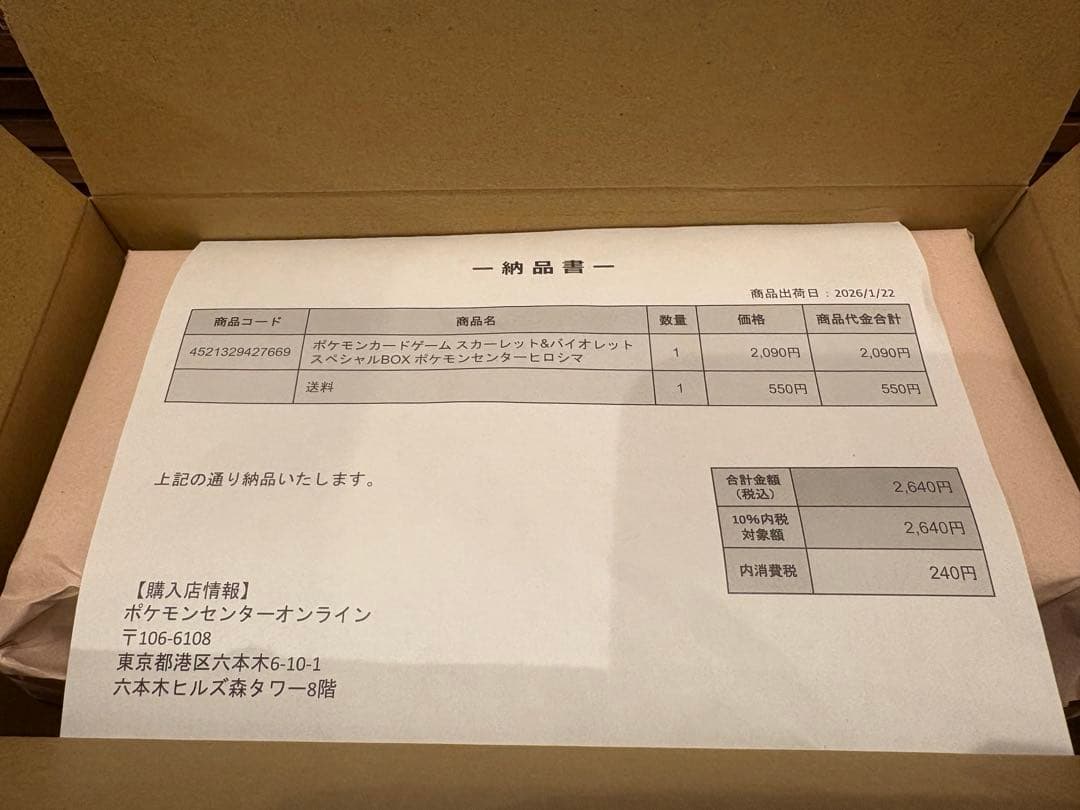 ー納品書ー
商品出荷日：2026/1/22
商品コード 商品名 数量 価格 商品代金合計
4521329427669 ポケモンカードゲーム スカーレット&バイオレット 1 2,090円 2,090円
スペシャルBOX ポケモンセンターヒロシマ
送料 1 550円 550円
上記の通り納品いたします。
合計金額 2,640円
（税込）
10%内税 2,640円
対象額
内消費税 240円
【購入店情報】
ポケモンセンターオンライン
〒106-6108
東京都港区六本木6-10-1
六本木ヒルズ森タワー8階